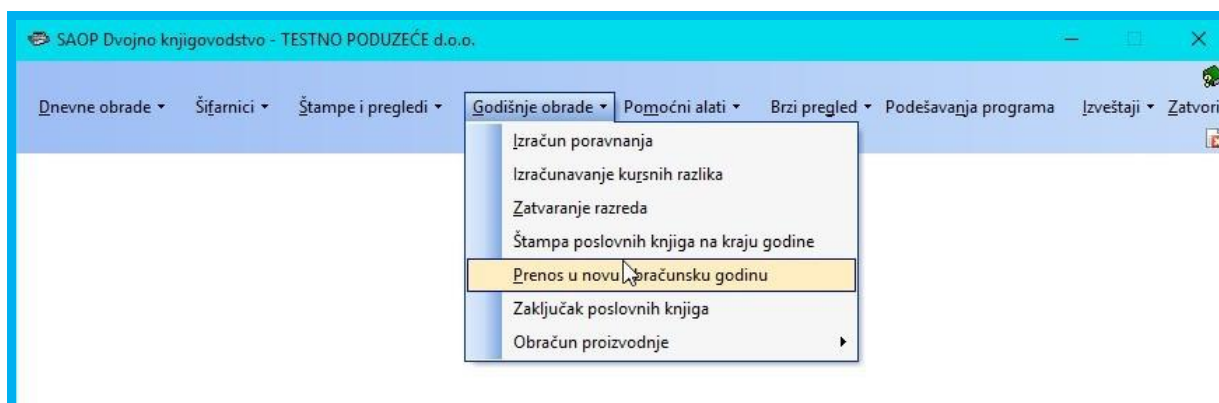 SAOP Dvojno knjigovodstvo - TESTNO PODUZEĆE d.o.o.
Dnevne obrade Šifarnici Štampe i pregledi Godišnje obrade Pomoćni alati Brzi pregled Podešavanja programa Izveštaji Zatvori
Izračun poravnanja
Izračunavanje kursnih razlika
Zatvaranje razreda
Štampa poslovnih knjiga na kraju godine
Prenos u novu obračunsku godinu
Zaključak poslovnih knjiga
Obračun proizvodnje